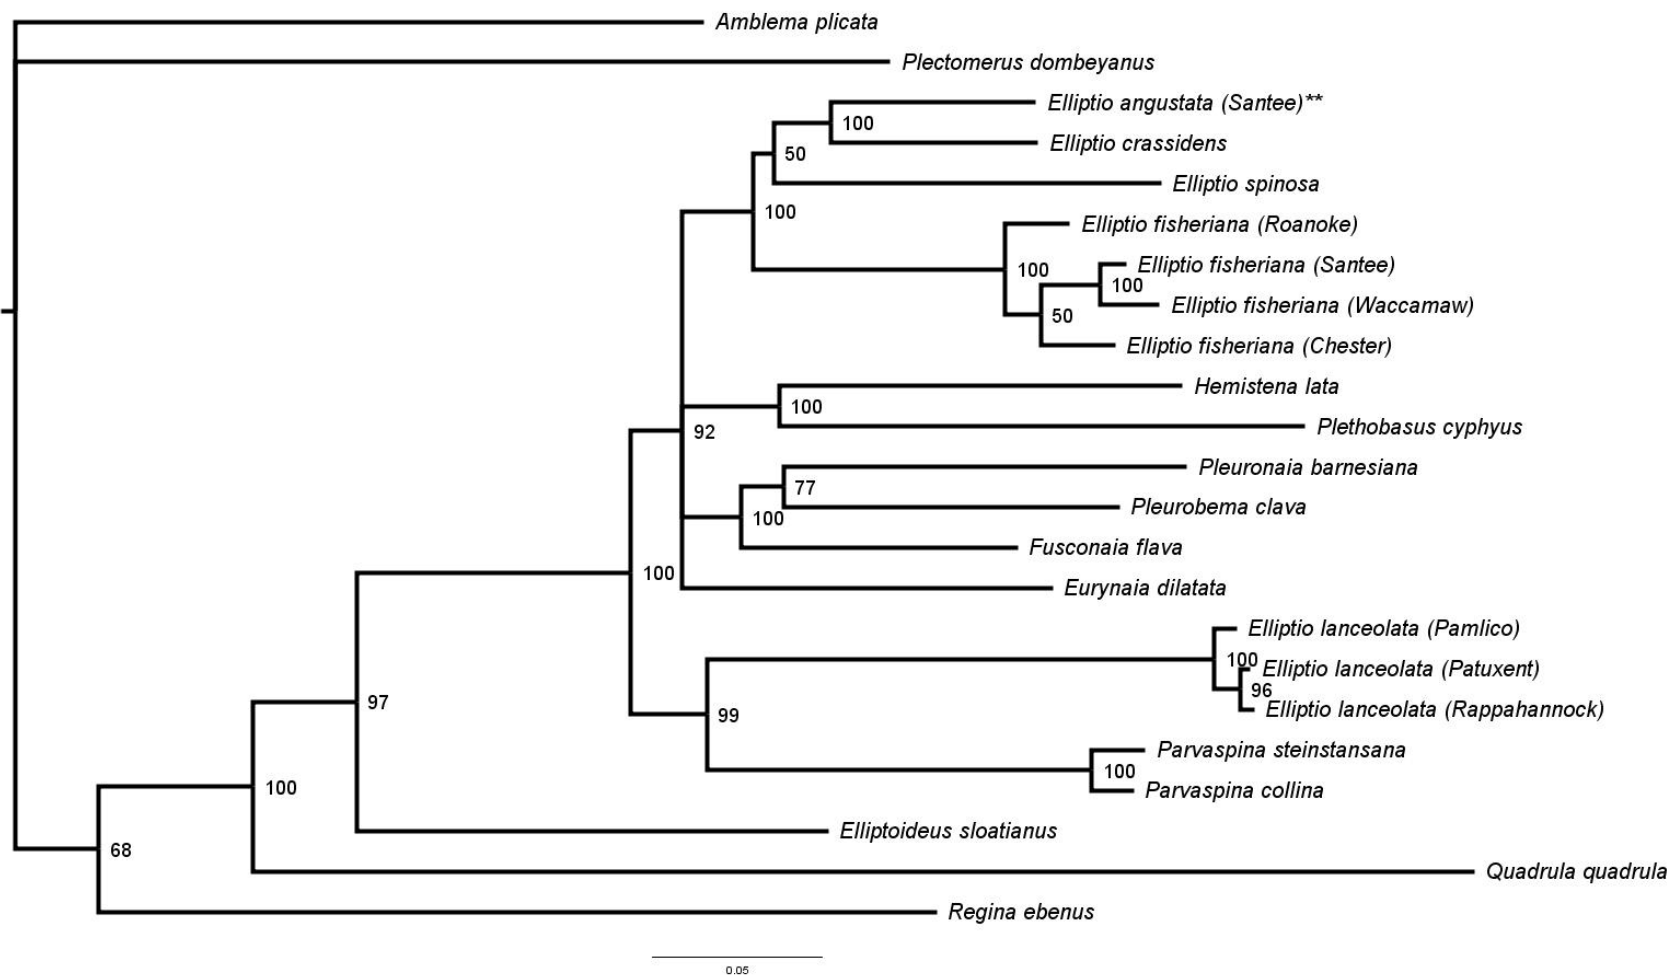 Amblema plicata
Plectomerus dombeyanus
Elliptio angustata (Santee)**
100
Elliptio crassidens
50
Elliptio spinosa
100
Elliptio fisheriana (Roanoke)
100
Elliptio fisheriana (Santee)
100
Elliptio fisheriana (Waccamaw)
50
Elliptio fisheriana (Chester)
Hemistena lata
100
Plethobasus cyphyus
92
Pleuronaia barnesiana
77
Pleurobema clava
100
Fusconaia flava
100
Eurynaia dilatata
Elliptio lanceolata (Pamlico)
100
Elliptio lanceolata (Patuxent)
96
Elliptio lanceolata (Rappahannock)
97
99
Parvaspina steinstansana
100
Parvaspina collina
100
Elliptoideus sloatianus
68
Quadrula quadrula
Regina ebenus
0.05